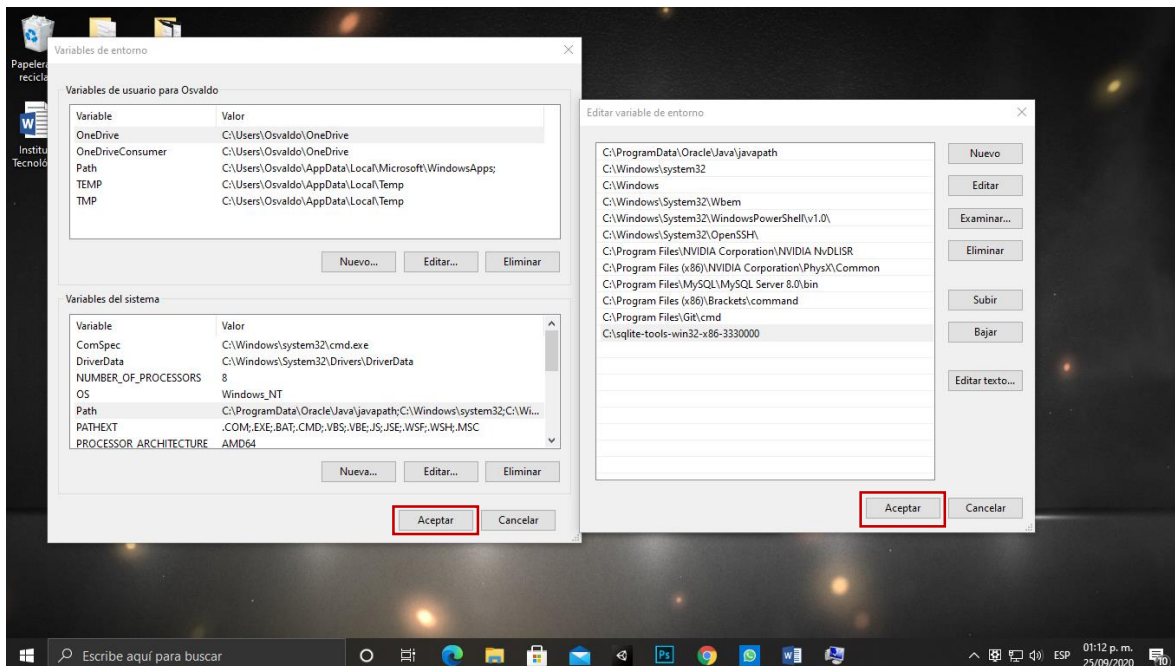 Papelera
recicla
Institu
Tecnoló
Variables de entorno
Variables de usuario para Osvaldo
Variable Valor
OneDrive C:\Users\Osvaldo\OneDrive
OneDriveConsumer C:\Users\Osvaldo\OneDrive
Path C:\Users\Osvaldo\AppData\Local\Microsoft\WindowsApps;
TEMP C:\Users\Osvaldo\AppData\Local\Temp
TMP C:\Users\Osvaldo\AppData\Local\Temp
Nuevo... Editar... Eliminar
Variables del sistema
Variable Valor
ComSpec C:\Windows\system32\cmd.exe
DriverData C:\Windows\System32\Drivers\DriverData
NUMBER_OF_PROCESSORS 8
OS Windows_NT
Path C:\ProgramData\Oracle\Java\javapath;C:\Windows\system32;C:\Wi...
PATHEXT .COM;.EXE;.BAT;.CMD;.VBS;.VBE;.JS;.JSE;.WSF;.WSH;.MSC
PROCESSOR_ARCHITECTURE AMD64
Nueva... Editar... Eliminar
Aceptar Cancelar
Editar variable de entorno
C:\ProgramData\Oracle\Java\javapath
C:\Windows\system32
C:\Windows
C:\Windows\System32\Wbem
C:\Windows\System32\WindowsPowerShell\v1.0\
C:\Windows\System32\OpenSSH\
C:\Program Files\NVIDIA Corporation\NVIDIA NvDLISR
C:\Program Files (x86)\NVIDIA Corporation\PhysX\Common
C:\Program Files\MySQL\MySQL Server 8.0\bin
C:\Program Files (x86)\Brackets\command
C:\Program Files\Git\cmd
C:\sqlite-tools-win32-x86-3330000
Nuevo
Editar
Examinar...
Eliminar
Subir
Bajar
Editar texto...
Aceptar Cancelar
Escribe aquí para buscar
Ps
W
ESP
01:12 p. m.
25/09/2020
10